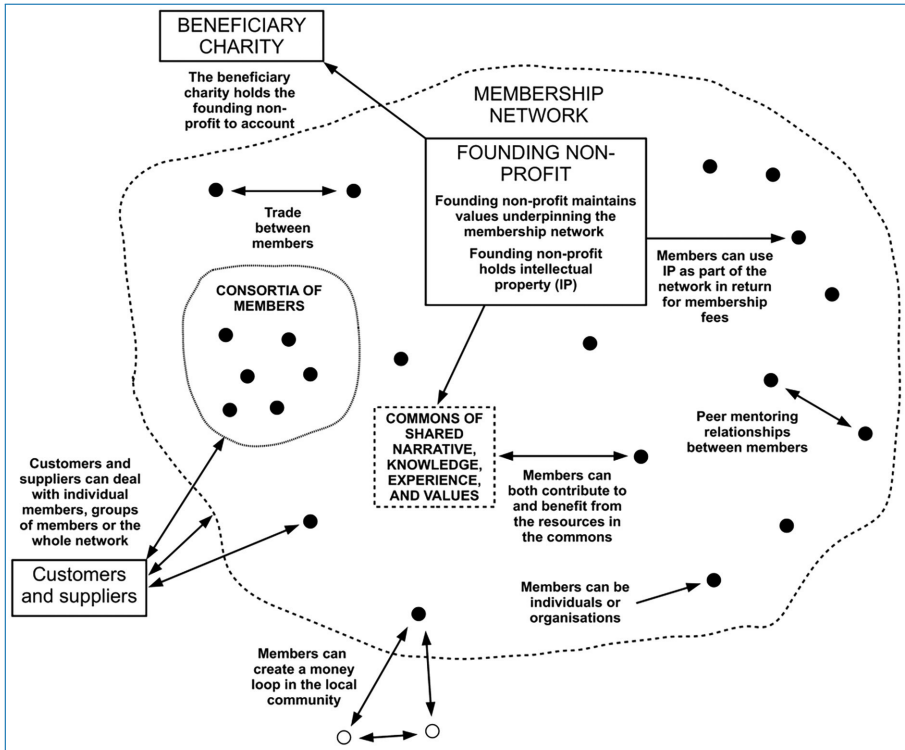 BENEFICIARY
CHARITY
The beneficiary
charity holds the
founding non-
profit to account
MEMBERSHIP
NETWORK
FOUNDING NON-
PROFIT
Founding non-profit maintains
values underpinning the
membership network
Founding non-profit
holds intellectual
property (IP)
Trade
between
members
Members can use
IP as part of the
network in return
for membership
fees
CONSORTIA OF
MEMBERS
COMMONS OF
SHARED
NARRATIVE,
KNOWLEDGE,
EXPERIENCE,
AND VALUES
Peer mentoring
relationships
between members
Customers and
suppliers can deal
with individual
members, groups
of members or the
whole network
Members can
both contribute to
and benefit from
the resources in
the commons
Customers
and suppliers
Members can be
individuals or
organisations
Members can
create a money
loop in the local
community